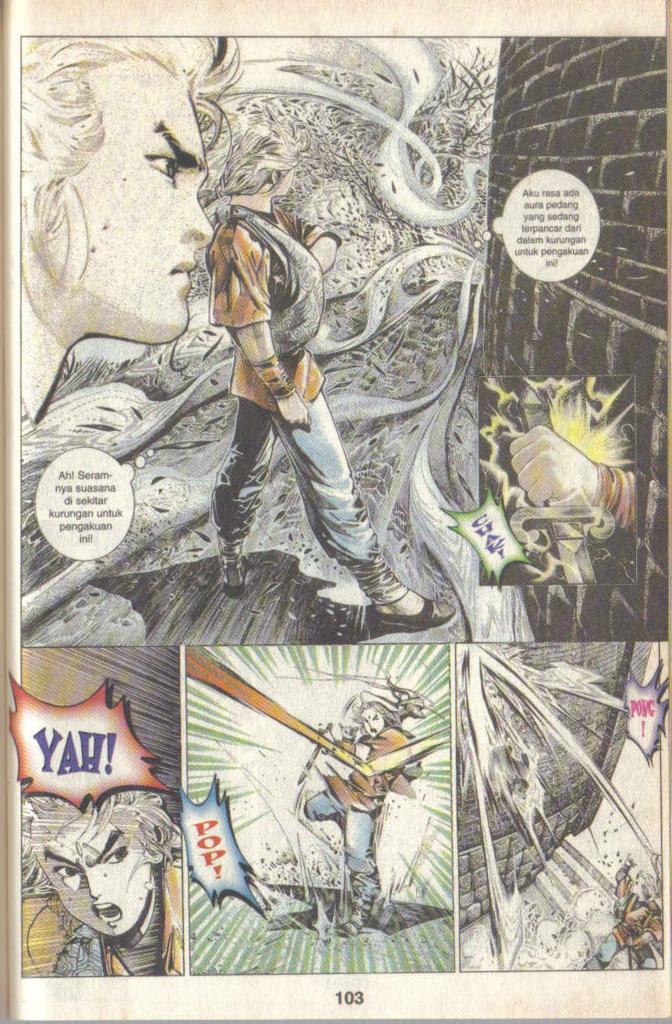 Aku rasa ada
aura pedang
yang sedang
terpancar dari
dalam kurungan
untuk pengakuan
ini!
Ah! Seram-
nya suasana
di sekitar
kurungan untuk
pengakuan
ini!
YAH!
POP!
PONG
!
103